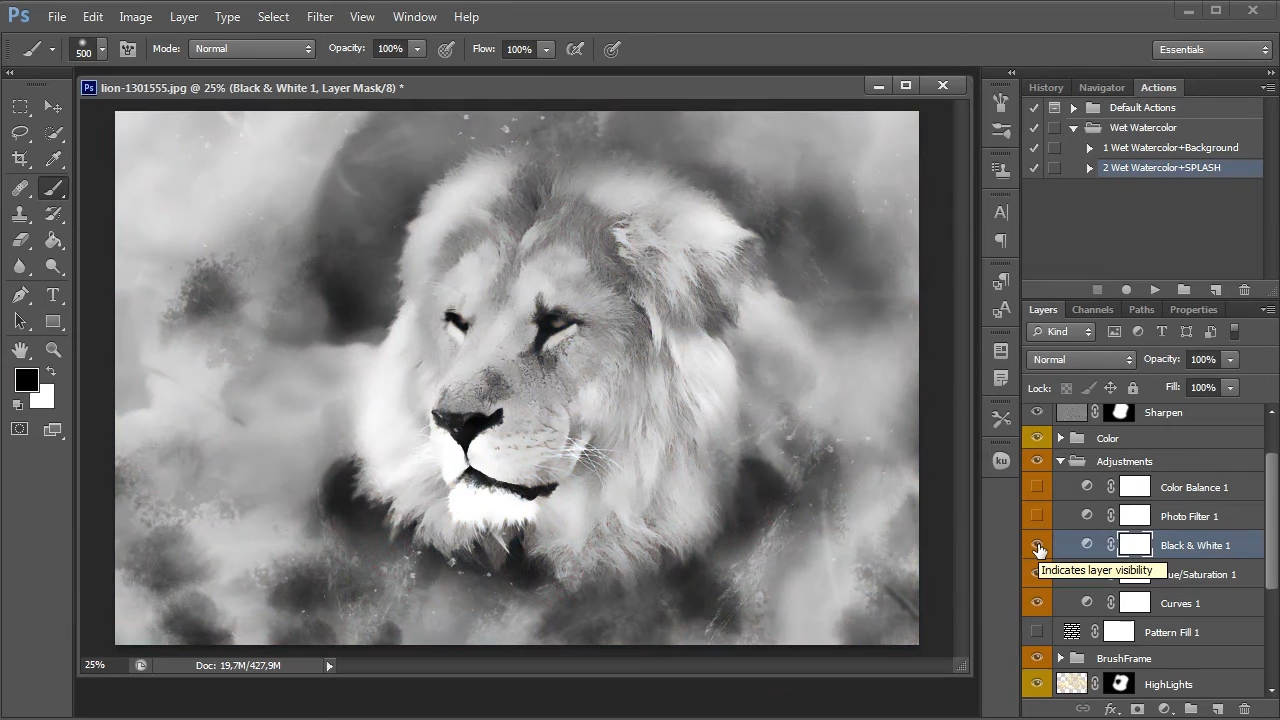 Ps File Edit Image Layer Type Select Filter View Window Help
500 Mode: Normal Opacity: 100% Flow: 100% Essentials
Ps lion-1301555.jpg @ 25% (Black & White 1, Layer Mask/8) *
History Navigator Actions
Default Actions
Wet Watercolor
1 Wet Watercolor+Background
2 Wet Watercolor+SPLASH
Layers Channels Paths Properties
Kind
Normal Opacity: 100%
Lock: Fill: 100%
Sharpen
Color
Adjustments
Color Balance 1
Photo Filter 1
Black & White 1
Indicates layer visibility
ue/Saturation 1
Curves 1
Pattern Fill 1
BrushFrame
HighLights
25% Doc: 19,7M/427,9M
ku